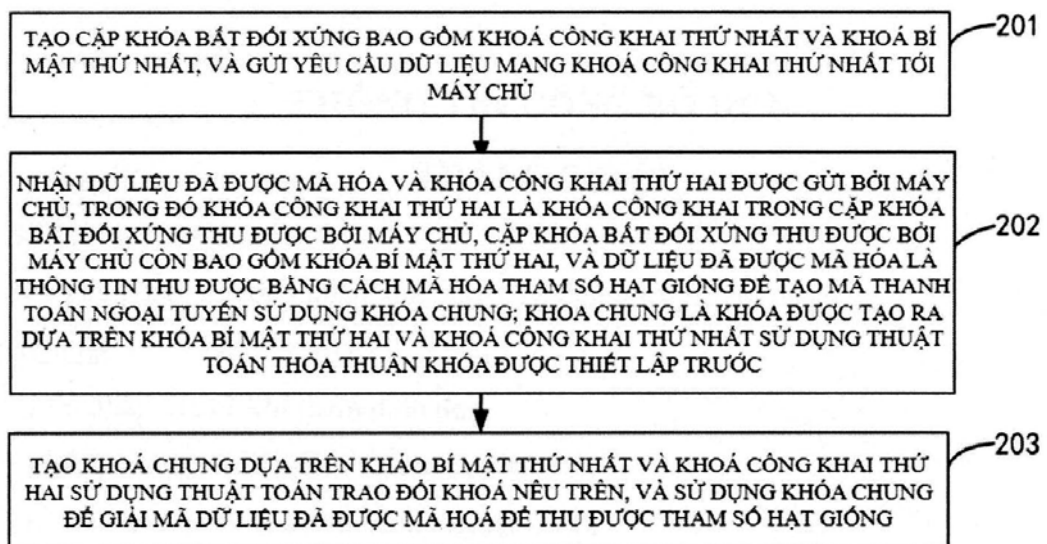 TẠO CẶP KHÓA BẤT ĐỐI XỨNG BAO GỒM KHOÁ CÔNG KHAI THỨ NHẤT VÀ KHOÁ BÍ
MẬT THỨ NHẤT, VÀ GỬI YÊU CẦU DỮ LIỆU MANG KHOÁ CÔNG KHAI THỨ NHẤT TỚI
MÁY CHỦ
201
NHẬN DỮ LIỆU ĐÃ ĐƯỢC MÃ HÓA VÀ KHÓA CÔNG KHAI THỨ HAI ĐƯỢC GỬI BỞI MÁY
CHỦ, TRONG ĐÓ KHÓA CÔNG KHAI THỨ HAI LÀ KHÓA CÔNG KHAI TRONG CẶP KHÓA
BẤT ĐỐI XỨNG THU ĐƯỢC BỞI MÁY CHỦ, CẶP KHÓA BẤT ĐỐI XỨNG THU ĐƯỢC BỞI
MÁY CHỦ CÒN BAO GỒM KHÓA BÍ MẬT THỨ HAI, VÀ DỮ LIỆU ĐÃ ĐƯỢC MÃ HÓA LÀ
THÔNG TIN THU ĐƯỢC BẰNG CÁCH MÃ HÓA THAM SỐ HẠT GIỐNG ĐỂ TẠO MÃ THANH
TOÁN NGOẠI TUYẾN SỬ DỤNG KHÓA CHUNG; KHOA CHUNG LÀ KHÓA ĐƯỢC TẠO RA
DỰA TRÊN KHÓA BÍ MẬT THỨ HAI VÀ KHOÁ CÔNG KHAI THỨ NHẤT SỬ DỤNG THUẬT
TOÁN THỎA THUẬN KHÓA ĐƯỢC THIẾT LẬP TRƯỚC
202
TẠO KHOÁ CHUNG DỰA TRÊN KHÁO BÍ MẬT THỨ NHẤT VÀ KHOÁ CÔNG KHAI THỨ
HAI SỬ DỤNG THUẬT TOÁN TRAO ĐỔI KHOÁ NÊU TRÊN, VÀ SỬ DỤNG KHÓA CHUNG
ĐỂ GIẢI MÃ DỮ LIỆU ĐÃ ĐƯỢC MÃ HOÁ ĐỂ THU ĐƯỢC THAM SỐ HẠT GIỐNG
203